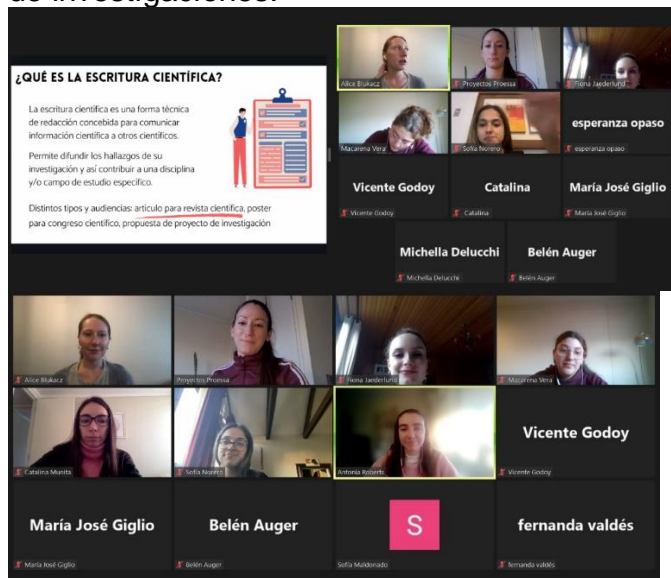 de investigaciones.
¿QUÉ ES LA ESCRITURA CIENTÍFICA?
La escritura científica es una forma técnica
de redacción concebida para comunicar
información científica a otros científicos.
Permite difundir los hallazgos de su
investigación y así contribuir a una disciplina
y/o campo de estudio específico.
Distintos tipos y audiencias: articulo para revista científica, poster
para congreso científico, propuesta de proyecto de investigación
Alice Blukacz
Proyectos Proessa
Fiona Jaederlund
Macarena Vera
Sofía Norero
esperanza opaso
esperanza opaso
Vicente Godoy
Catalina
María José Giglio
Vicente Godoy
Catalina
María José Giglio
Michella Delucchi
Belén Auger
Michella Delucchi
Belén Auger
Alice Blukacz
Proyectos Proessa
Fiona Jaederlund
Macarena Vera
Catalina Munita
Sofía Norero
Antonia Roberts
Vicente Godoy
Vicente Godoy
María José Giglio
Belén Auger
S
fernanda valdés
María José Giglio
Belén Auger
Sofía Maldonado
fernanda valdés